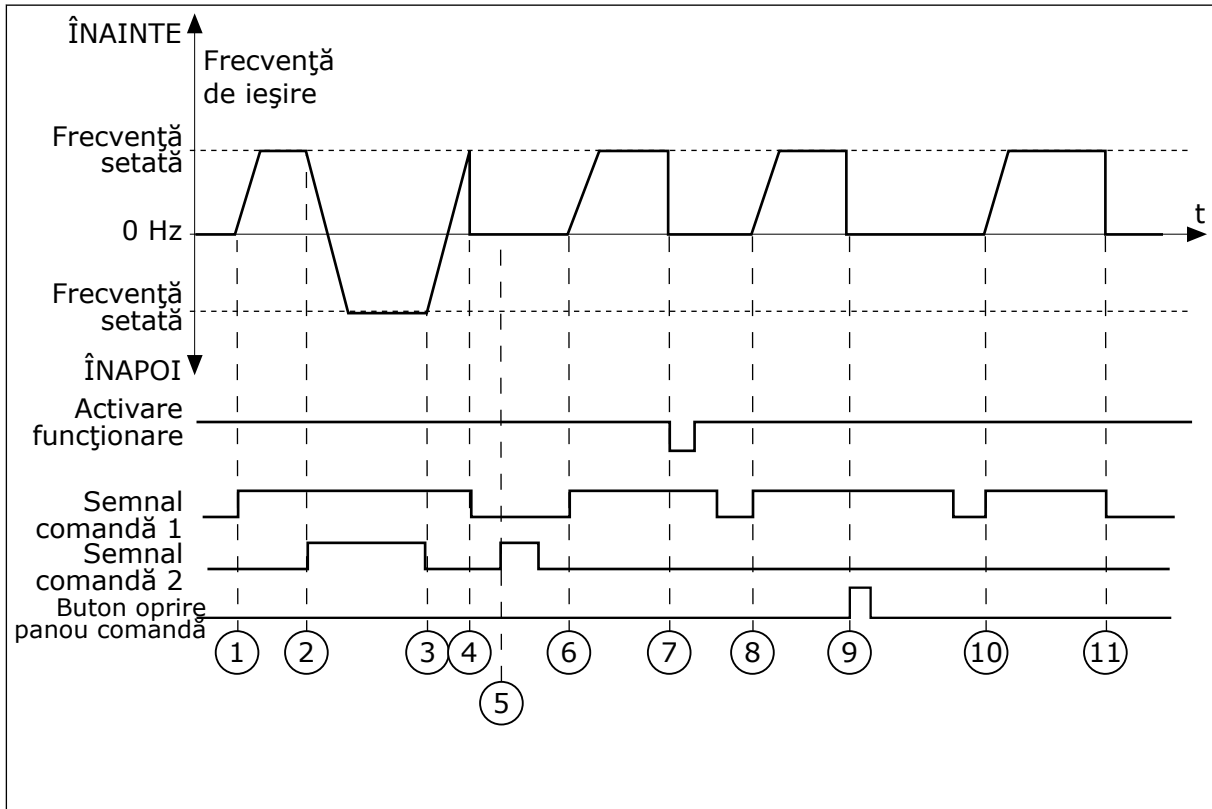 ÎNAINTE
Frecvenţă
de ieşire
Frecvenţă
setată
0 Hz
t
Frecvenţă
setată
ÎNAPOI
Activare
funcţionare
Semnal
comandă 1
Semnal
comandă 2
Buton oprire
panou comandă
1 2 3 4 6 7 8 9 10 11
5